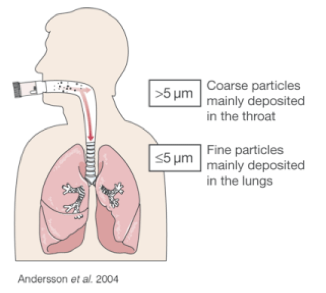 >5 μm
Coarse particles
mainly deposited
in the throat
≤5 μm
Fine particles
mainly deposited
in the lungs
Andersson et al. 2004